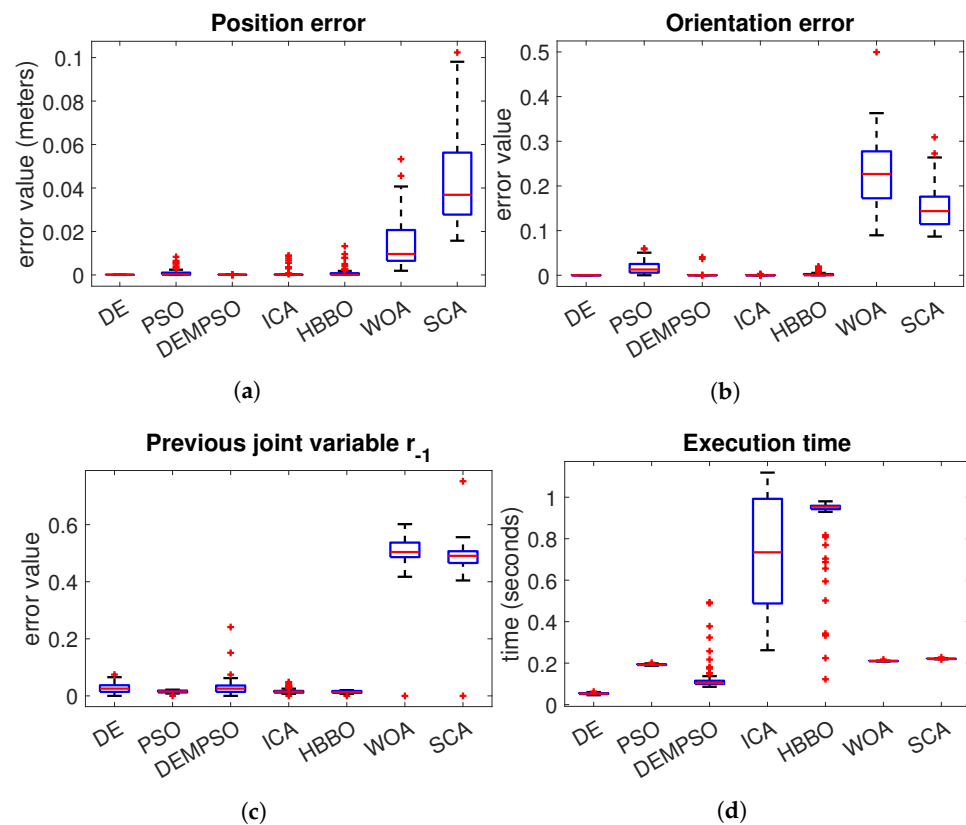 Position error
error value (meters)
0.1
0.08
0.06
0.04
0.02
0
DE
PSO
DEMPSO
ICA
HBBO
WOA
SCA
(a)
Orientation error
error value
0.5
0.4
0.3
0.2
0.1
0
DE
PSO
DEMPSO
ICA
HBBO
WOA
SCA
(b)
Previous joint variable r-1
error value
0.6
0.4
0.2
0
DE
PSO
DEMPSO
ICA
HBBO
WOA
SCA
(c)
Execution time
time (seconds)
1
0.8
0.6
0.4
0.2
0
DE
PSO
DEMPSO
ICA
HBBO
WOA
SCA
(d)